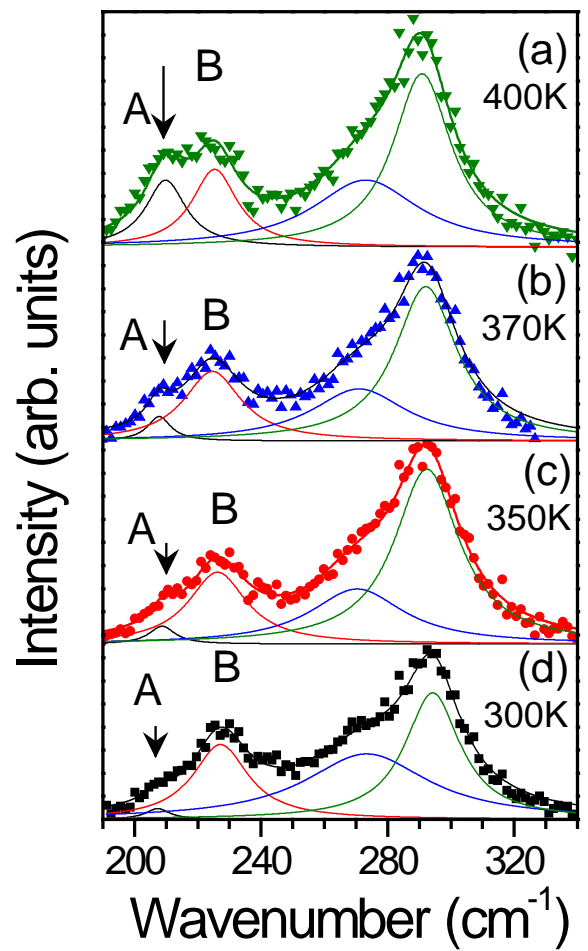 (a)
B
A
400K
(b)
A
B
370K
(c)
A
B
350K
(d)
A
B
300K
Intensity (arb. units)
200 240 280 320
Wavenumber (cm⁻¹)